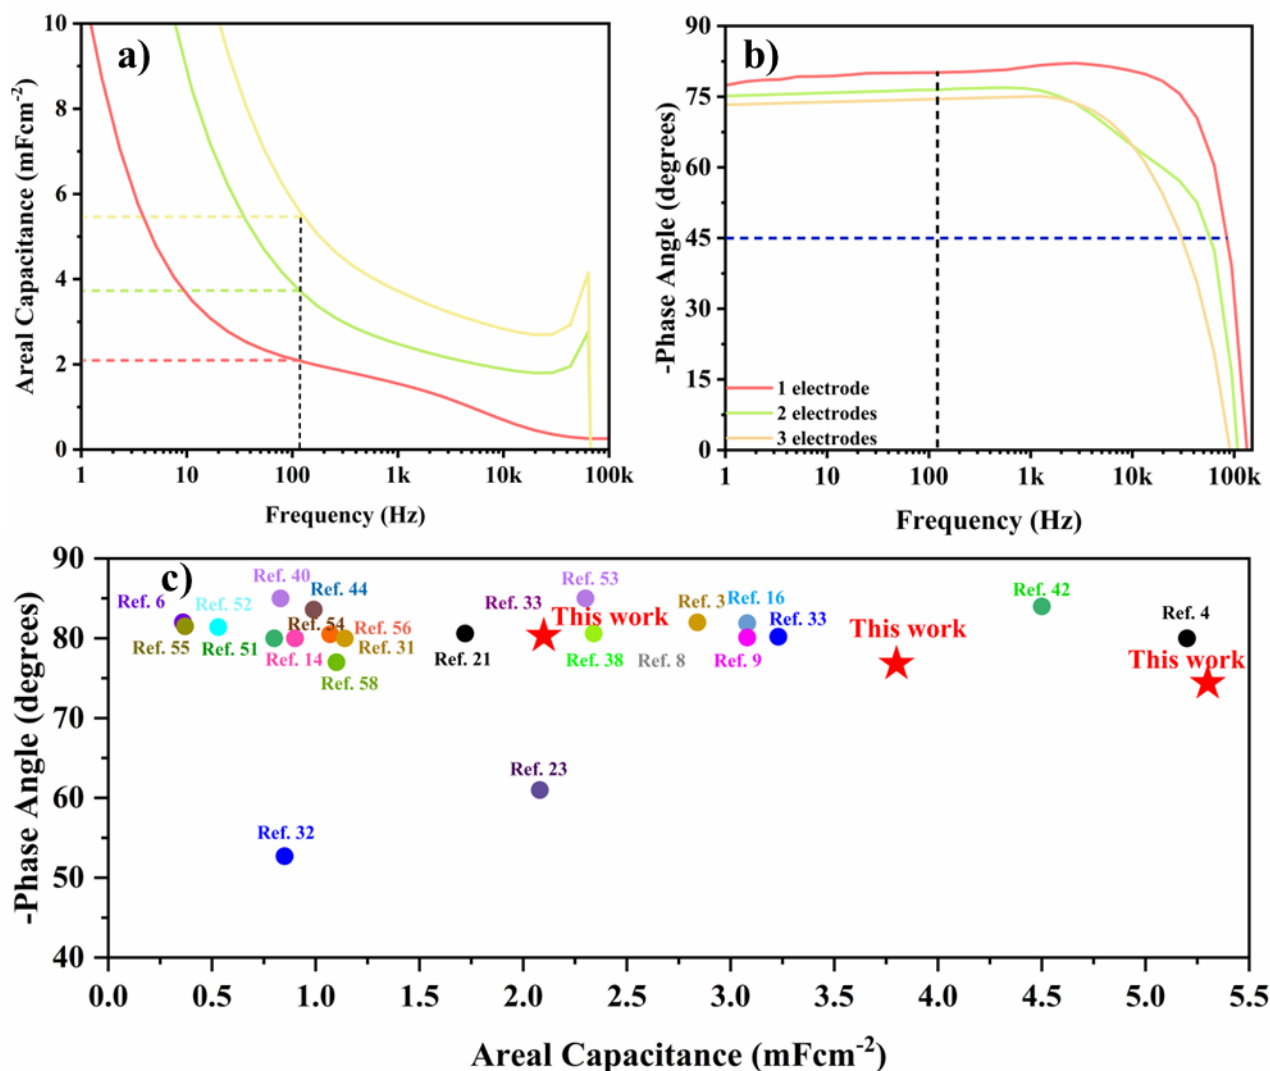 a)
10
8
6
4
2
0
Areal Capacitance (mFcm⁻²)
1 10 100 1k 10k 100k
Frequency (Hz)
b)
90
75
60
45
30
15
0
-Phase Angle (degrees)
1 electrode
2 electrodes
3 electrodes
1 10 100 1k 10k 100k
Frequency (Hz)
c)
90
80
70
60
50
40
-Phase Angle (degrees)
Ref. 6
Ref. 52
Ref. 40
Ref. 44
Ref. 55
Ref. 51
Ref. 14
Ref. 54
Ref. 56
Ref. 31
Ref. 58
Ref. 32
Ref. 21
Ref. 33
This work
Ref. 53
Ref. 38
Ref. 23
Ref. 8
Ref. 3
Ref. 16
Ref. 9
Ref. 33
This work
Ref. 42
Ref. 4
This work
0.0 0.5 1.0 1.5 2.0 2.5 3.0 3.5 4.0 4.5 5.0 5.5
Areal Capacitance (mFcm⁻²)